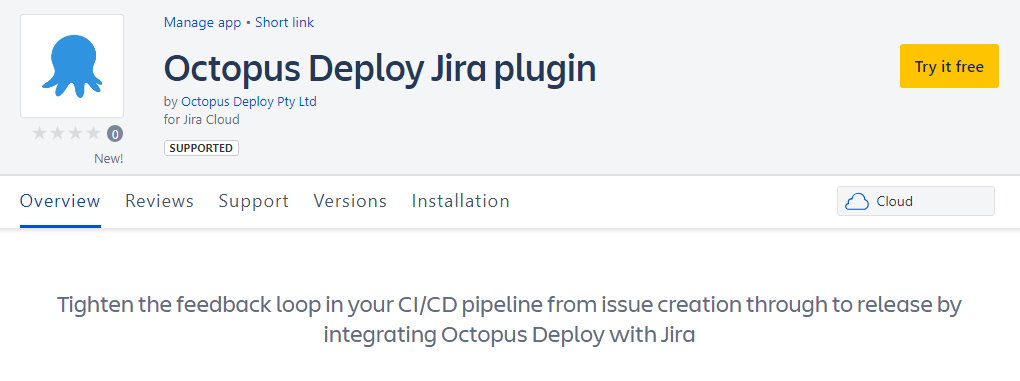 Manage app • Short link
Octopus Deploy Jira plugin
Try it free
by Octopus Deploy Pty Ltd
for Jira Cloud
0
SUPPORTED
New!
Overview Reviews Support Versions Installation
Cloud
Tighten the feedback loop in your CI/CD pipeline from issue creation through to release by
integrating Octopus Deploy with Jira